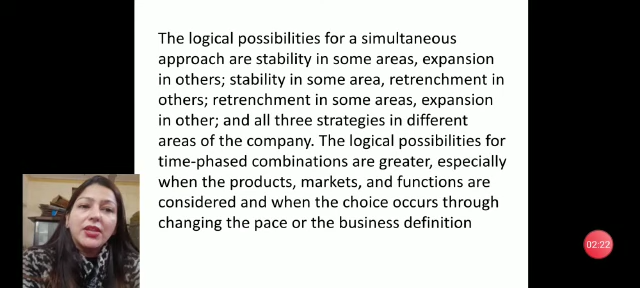 The logical possibilities for a simultaneous
approach are stability in some areas, expansion
in others; stability in some area, retrenchment in
others; retrenchment in some areas, expansion
in other; and all three strategies in different
areas of the company. The logical possibilities for
time-phased combinations are greater, especially
when the products, markets, and functions are
considered and when the choice occurs through
changing the pace or the business definition
02:22